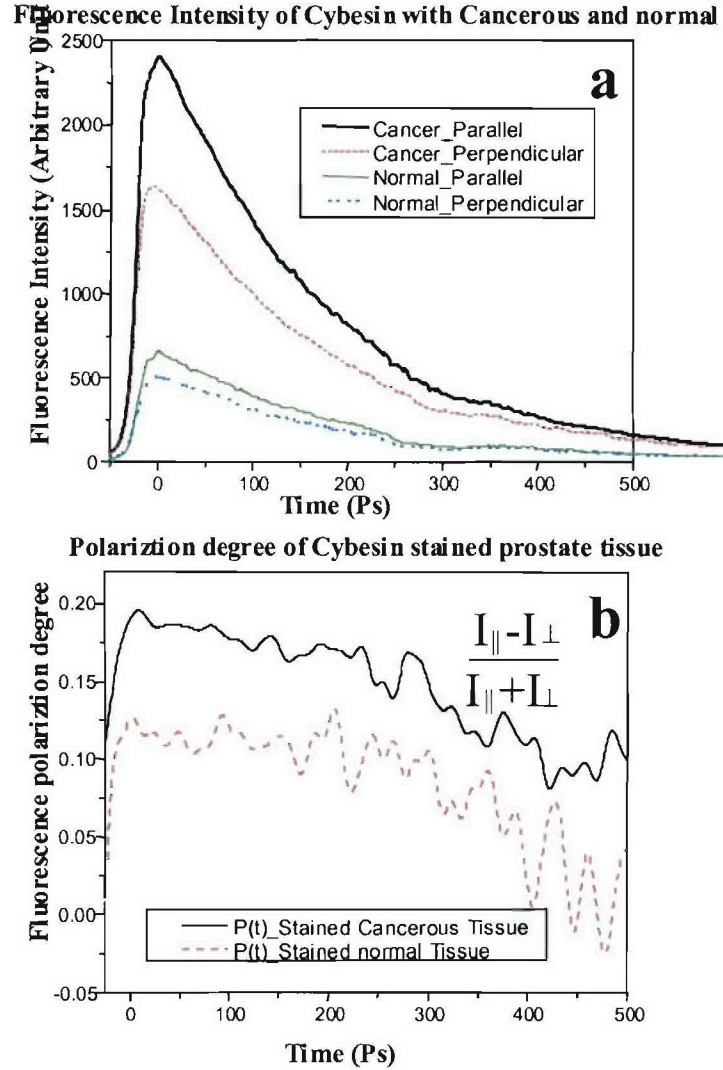 Fluorescence Intensity of Cybesin with Cancerous and normal
Fluorescence Intensity (Arbitrary Unit)
2500
2000
1500
1000
500
0
a
Cancer_Parallel
Cancer_Perpendicular
Normal_Parallel
Normal_Perpendicular
0 100 200 300 400 500
Time (Ps)
Polariztion degree of Cybesin stained prostate tissue
Fluorescence polariztion degree
0.20
0.15
0.10
0.05
0.00
-0.05
b
I∥ - I⊥
I∥ + I⊥
P(t)_Stained Cancerous Tissue
P(t)_Stained normal Tissue
0 100 200 300 400 500
Time (Ps)